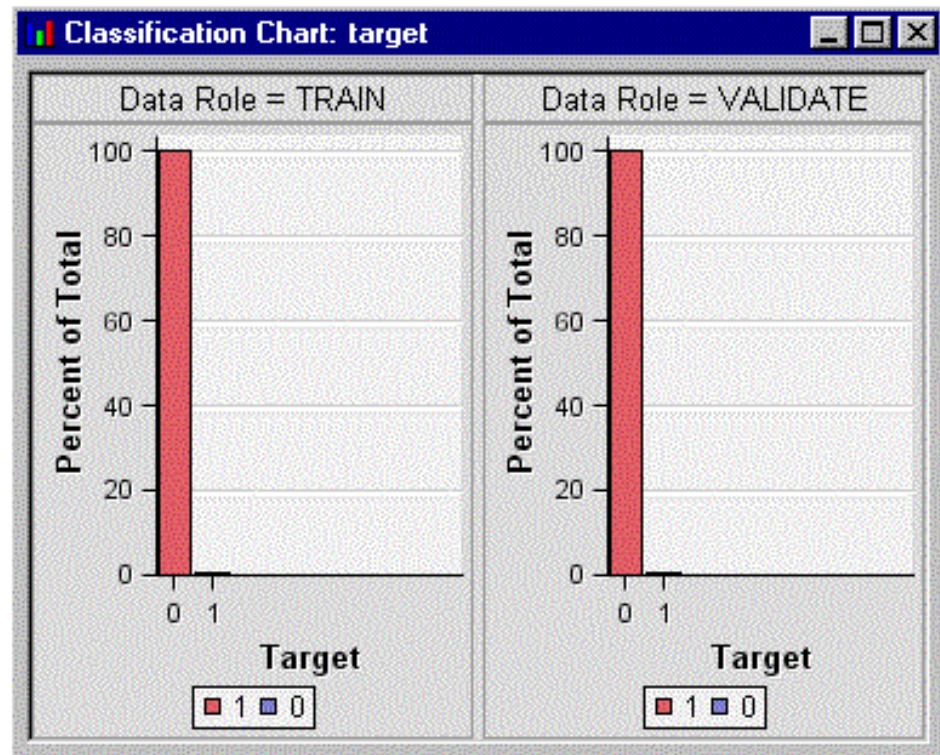 Classification Chart: target
Data Role = TRAIN
100
80
60
40
20
0
Percent of Total
0 1
Target
1 0
Data Role = VALIDATE
100
80
60
40
20
0
Percent of Total
0 1
Target
1 0